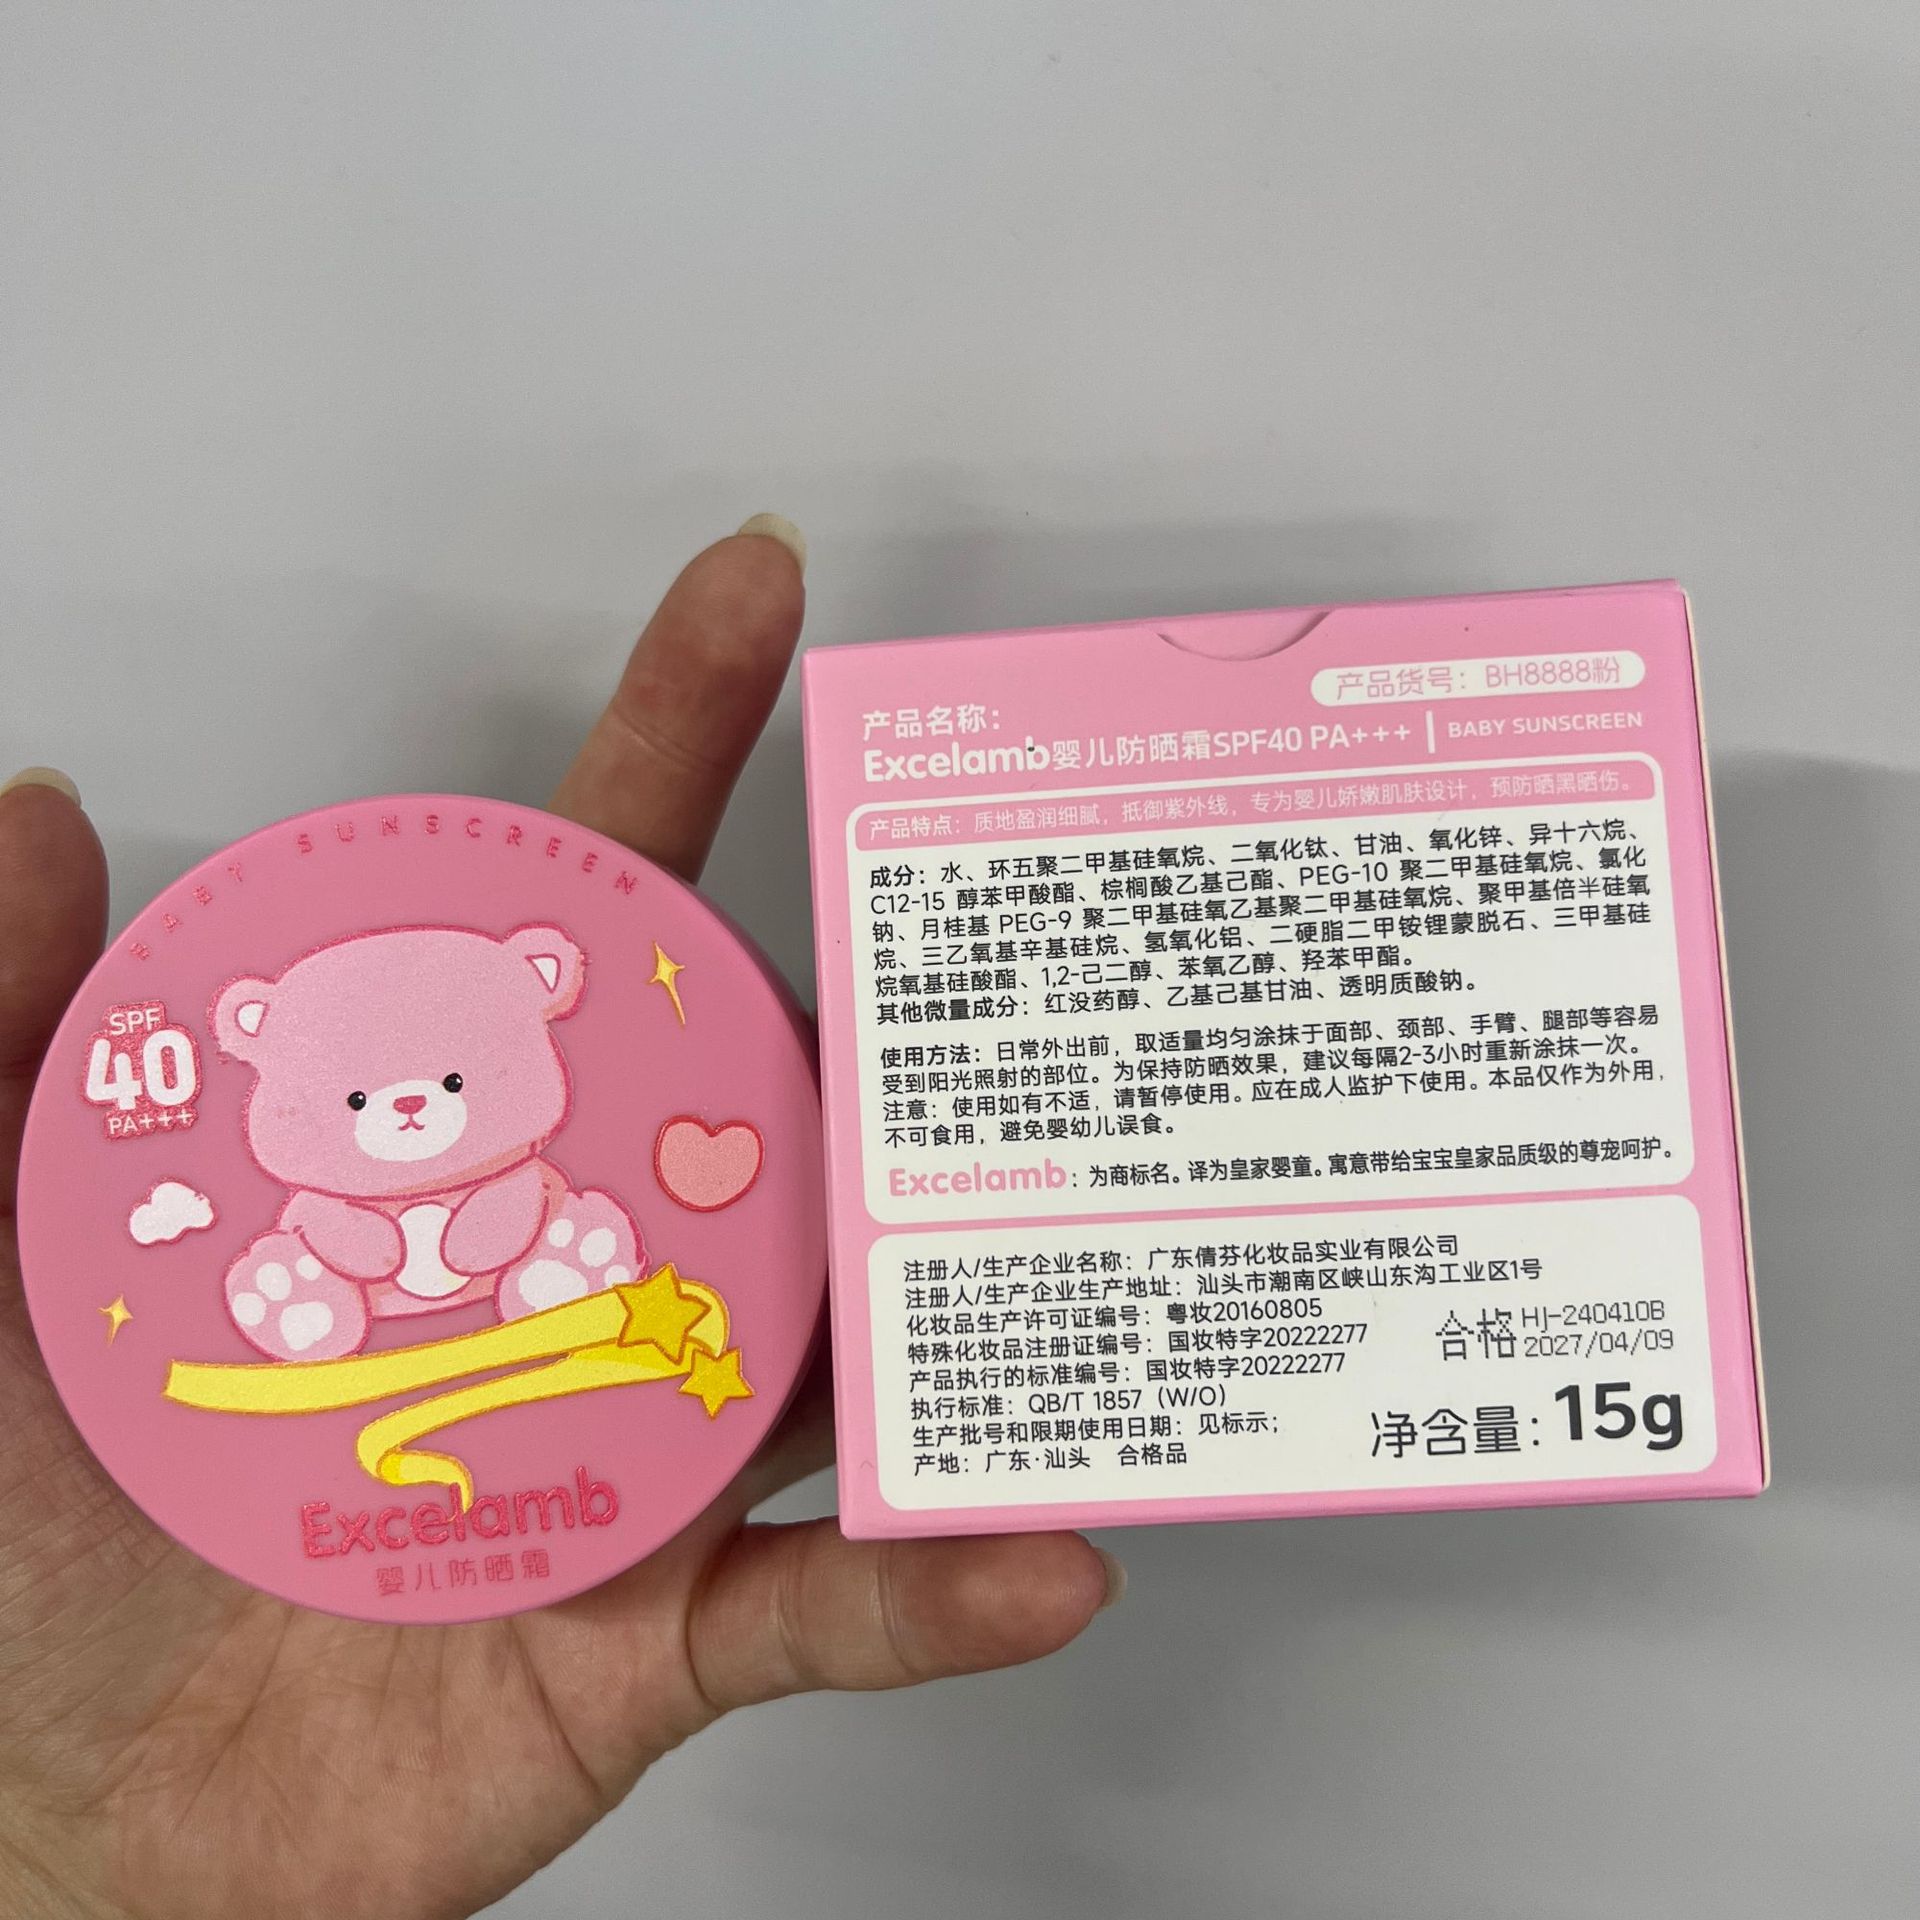 BABY SUNSCREEN
SPF
40
PA+++
Excelamb
婴儿防晒霜
产品货号：BH8888粉
产品名称：
Excelamb婴儿防晒霜SPF40 PA+++ | BABY SUNSCREEN
产品特点：质地盈润细腻，抵御紫外线，专为婴儿娇嫩肌肤设计，预防晒黑晒伤。
成分：水、环五聚二甲基硅氧烷、二氧化钛、甘油、氧化锌、异十六烷、
C12-15 醇苯甲酸酯、棕榈酸乙基己酯、PEG-10 聚二甲基硅氧烷、氯化
钠、月桂基 PEG-9 聚二甲基硅氧乙基聚二甲基硅氧烷、聚甲基倍半硅氧
烷、三乙氧基辛基硅烷、氢氧化铝、二硬脂二甲铵锂蒙脱石、三甲基硅
烷氧基硅酸酯、1,2-己二醇、苯氧乙醇、羟苯甲酯。
其他微量成分：红没药醇、乙基己基甘油、透明质酸钠。
使用方法：日常外出前，取适量均匀涂抹于面部、颈部、手臂、腿部等容易
受到阳光照射的部位。为保持防晒效果，建议每隔2-3小时重新涂抹一次。
注意：使用如有不适，请暂停使用。应在成人监护下使用。本品仅作为外用，
不可食用，避免婴幼儿误食。
Excelamb：为商标名。译为皇家婴童。寓意带给宝宝皇家品质级的尊宠呵护。
注册人/生产企业名称：广东倩芬化妆品实业有限公司
注册人/生产企业生产地址：汕头市潮南区峡山东沟工业区1号
化妆品生产许可证编号：粤妆20160805
特殊化妆品注册证编号：国妆特字20222277
产品执行的标准编号：国妆特字20222277
执行标准：QB/T 1857（W/O）
生产批号和限期使用日期：见标示；
产地：广东·汕头 合格品
合格 HJ-240410B
2027/04/09
净含量：15g